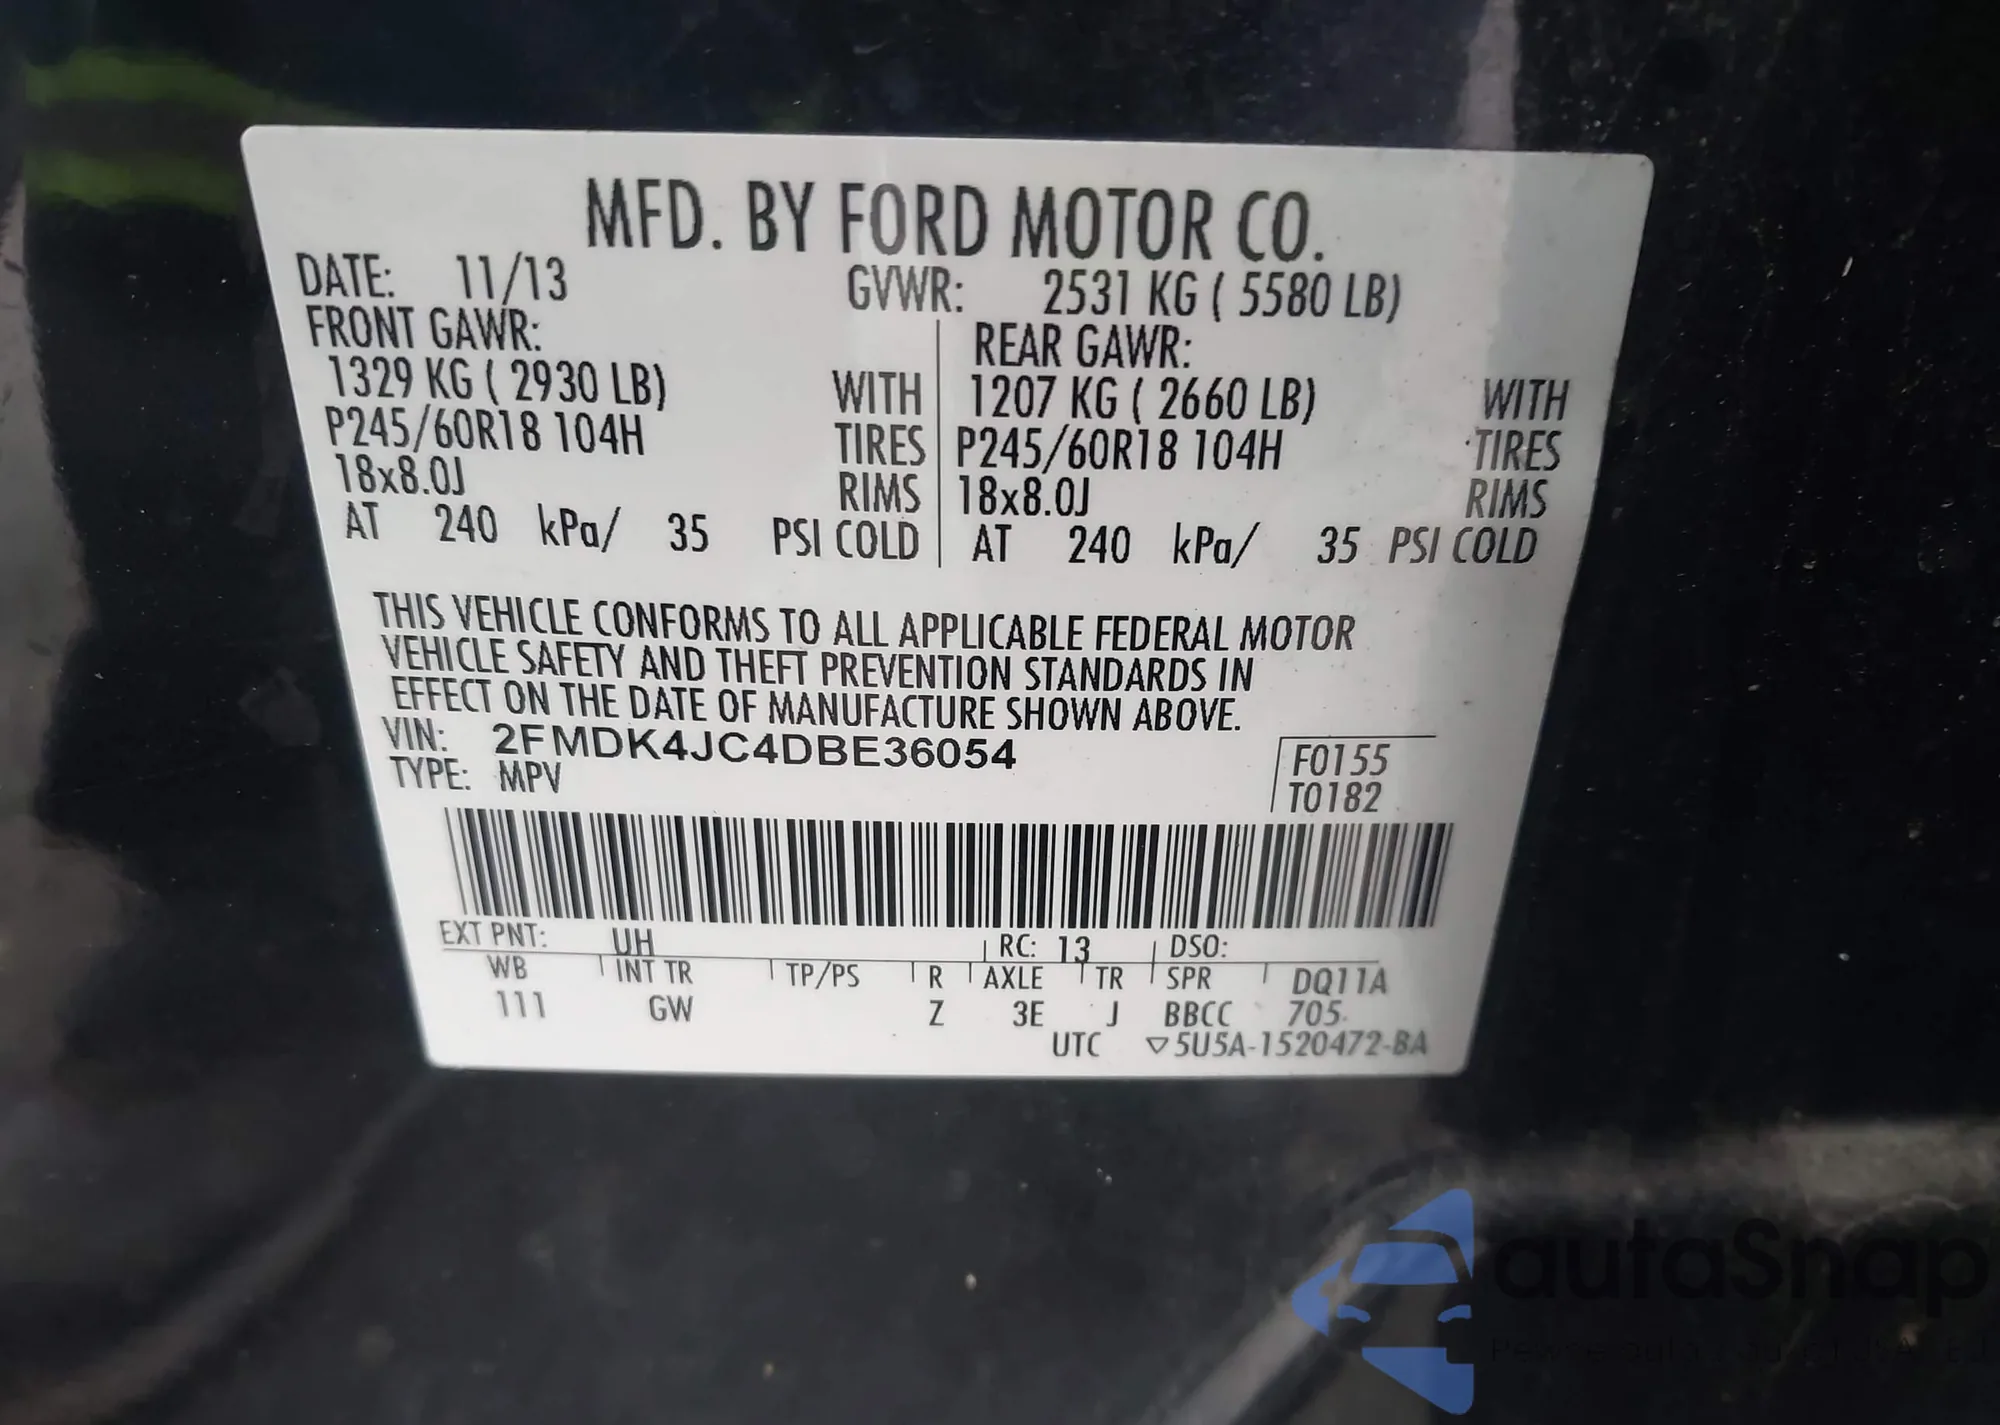 MFD. BY FORD MOTOR CO.
DATE: 11/13 GVWR: 2531 KG ( 5580 LB)
FRONT GAWR: REAR GAWR:
1329 KG ( 2930 LB) WITH 1207 KG ( 2660 LB) WITH
P245/60R18 104H TIRES P245/60R18 104H TIRES
18x8.0J RIMS 18x8.0J RIMS
AT 240 kPa/ 35 PSI COLD AT 240 kPa/ 35 PSI COLD
THIS VEHICLE CONFORMS TO ALL APPLICABLE FEDERAL MOTOR
VEHICLE SAFETY AND THEFT PREVENTION STANDARDS IN
EFFECT ON THE DATE OF MANUFACTURE SHOWN ABOVE.
VIN: 2FMDK4JC4DBE36054 F0155
TYPE: MPV T0182
EXT PNT: UH RC: 13 DSO:
WB INT TR TP/PS R AXLE TR SPR DQ11A
111 GW Z 3E J BBCC 705
UTC ▽5U5A-1520472-BA
autoSnap